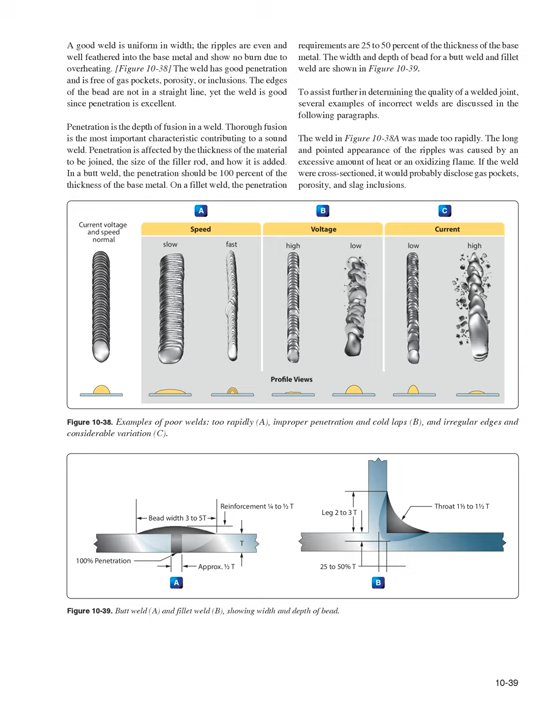 A good weld is uniform in width; the ripples are even and
well feathered into the base metal and show no burn due to
overheating. [Figure 10-38] The weld has good penetration
and is free of gas pockets, porosity, or inclusions. The edges
of the bead are not in a straight line, yet the weld is good
since penetration is excellent.
Penetration is the depth of fusion in a weld. Thorough fusion
is the most important characteristic contributing to a sound
weld. Penetration is affected by the thickness of the material
to be joined, the size of the filler rod, and how it is added.
In a butt weld, the penetration should be 100 percent of the
thickness of the base metal. On a fillet weld, the penetration
requirements are 25 to 50 percent of the thickness of the base
metal. The width and depth of bead for a butt weld and fillet
weld are shown in Figure 10-39.
To assist further in determining the quality of a welded joint,
several examples of incorrect welds are discussed in the
following paragraphs.
The weld in Figure 10-38A was made too rapidly. The long
and pointed appearance of the ripples was caused by an
excessive amount of heat or an oxidizing flame. If the weld
were cross-sectioned, it would probably disclose gas pockets,
porosity, and slag inclusions.
A B C
Current voltage
and speed
normal
Speed Voltage Current
slow fast high low low high
Profile Views
Figure 10-38. Examples of poor welds: too rapidly (A), improper penetration and cold laps (B), and irregular edges and
considerable variation (C).
Reinforcement ¼ to ½ T
Bead width 3 to 5T
T
100% Penetration
Approx. ½ T
A
Leg 2 to 3 T
Throat 1⅓ to 1½ T
25 to 50% T
B
Figure 10-39. Butt weld (A) and fillet weld (B), showing width and depth of bead.
10-39